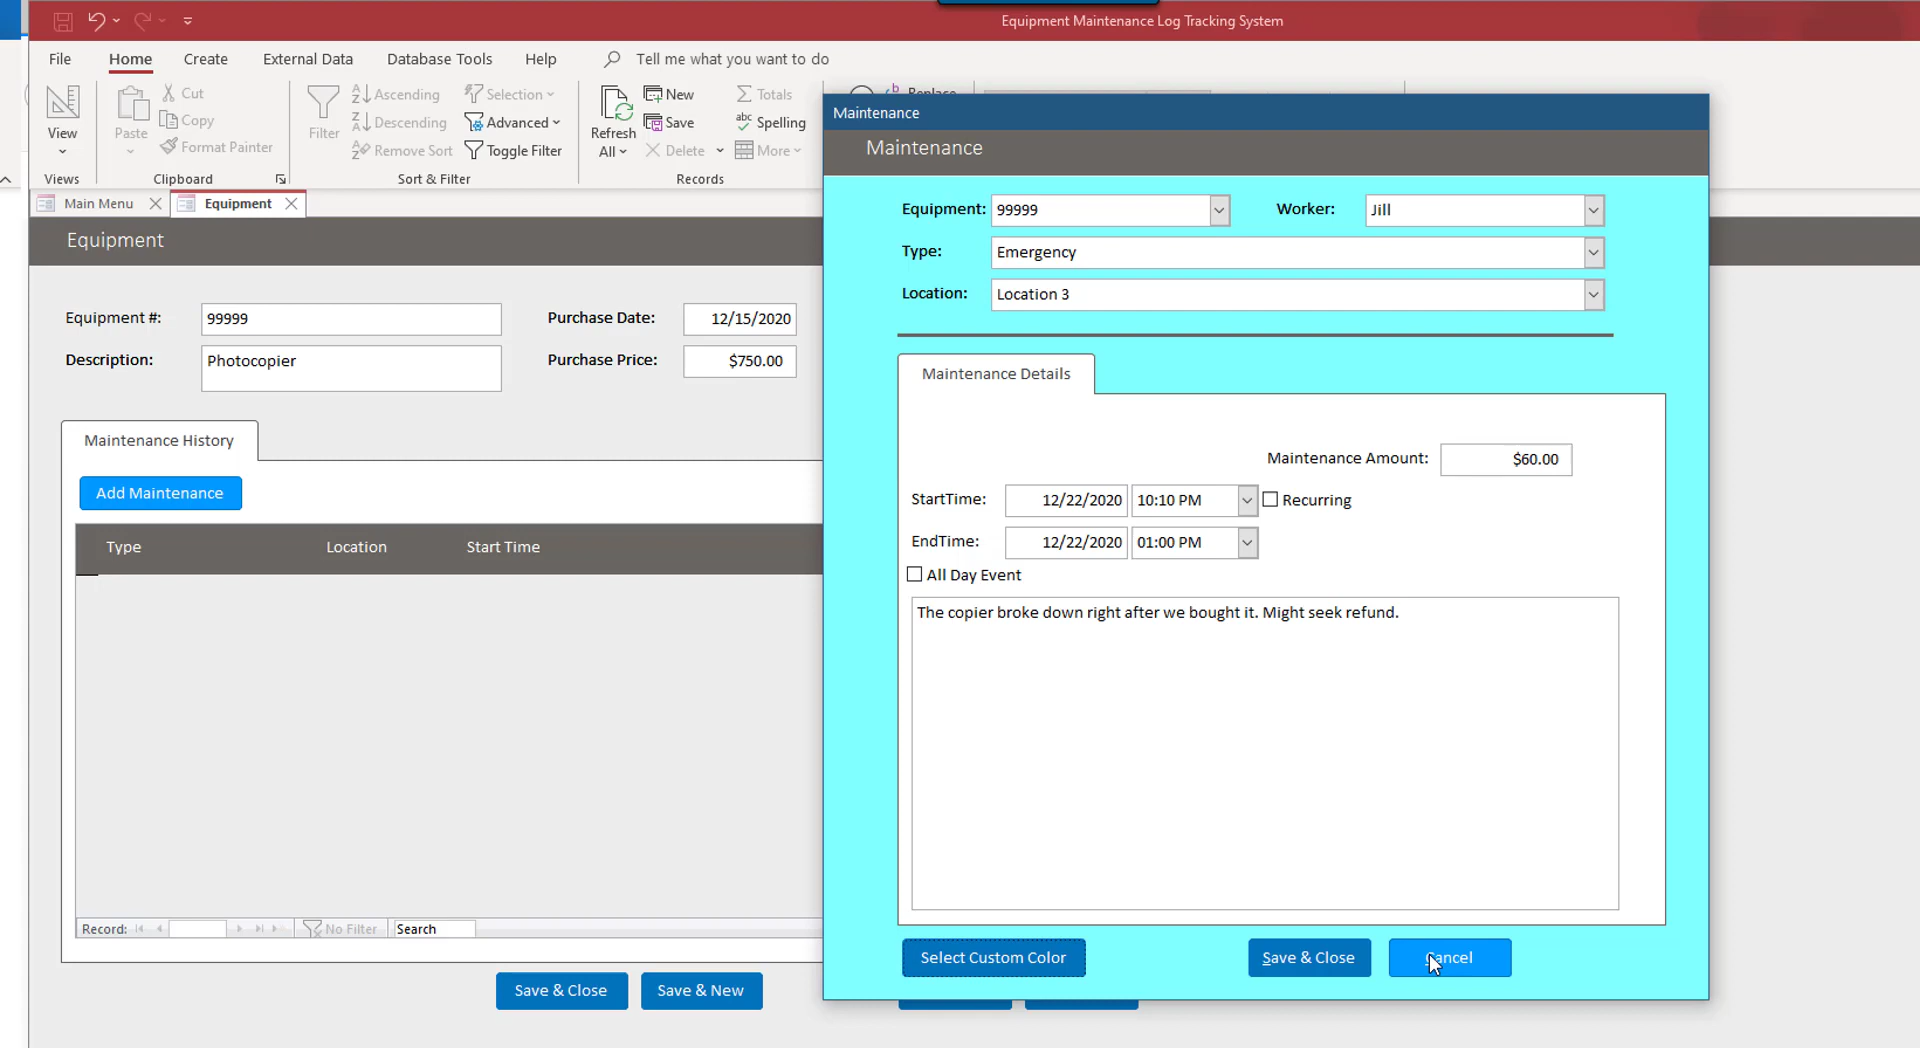 Equipment Maintenance Log Tracking System
File Home Create External Data Database Tools Help Tell me what you want to do
View
Views
Paste
Cut
Copy
Format Painter
Clipboard
Filter
Ascending
Descending
Remove Sort
Selection
Advanced
Toggle Filter
Sort & Filter
Refresh
All
New
Save
Delete
Totals
Spelling
More
Records
Replace
Main Menu Equipment
Equipment
Equipment #: 99999 Purchase Date: 12/15/2020
Description: Photocopier Purchase Price: $750.00
Maintenance History
Add Maintenance
Type Location Start Time
Record: No Filter Search
Save & Close Save & New
Maintenance
Maintenance
Equipment: 99999 Worker: Jill
Type: Emergency
Location: Location 3
Maintenance Details
Maintenance Amount: $60.00
StartTime: 12/22/2020 10:10 PM Recurring
EndTime: 12/22/2020 01:00 PM
All Day Event
The copier broke down right after we bought it. Might seek refund.
Select Custom Color Save & Close Cancel